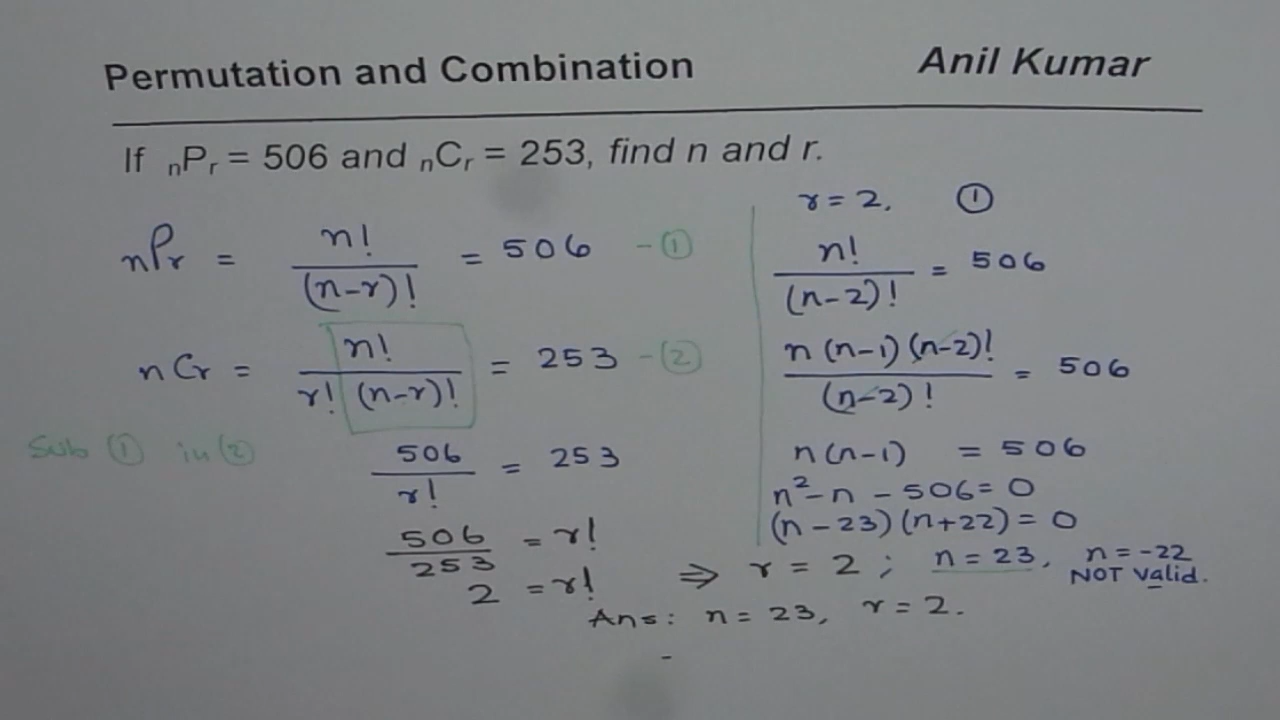 Permutation and Combination Anil Kumar
If nPr = 506 and nCr = 253, find n and r.
nPr = n! / (n-r)! = 506 - ①
nCr = n! / r! (n-r)! = 253 - ②
Sub ① in ②
506 / r! = 253
506 / 253 = r!
2 = r!
r = 2, ①
n! / (n-2)! = 506
n (n-1) (n-2)! / (n-2)! = 506
n(n-1) = 506
n²-n - 506 = 0
(n-23)(n+22) = 0
⇒ r = 2 ; n = 23, n = -22
NOT valid.
Ans: n = 23, r = 2.